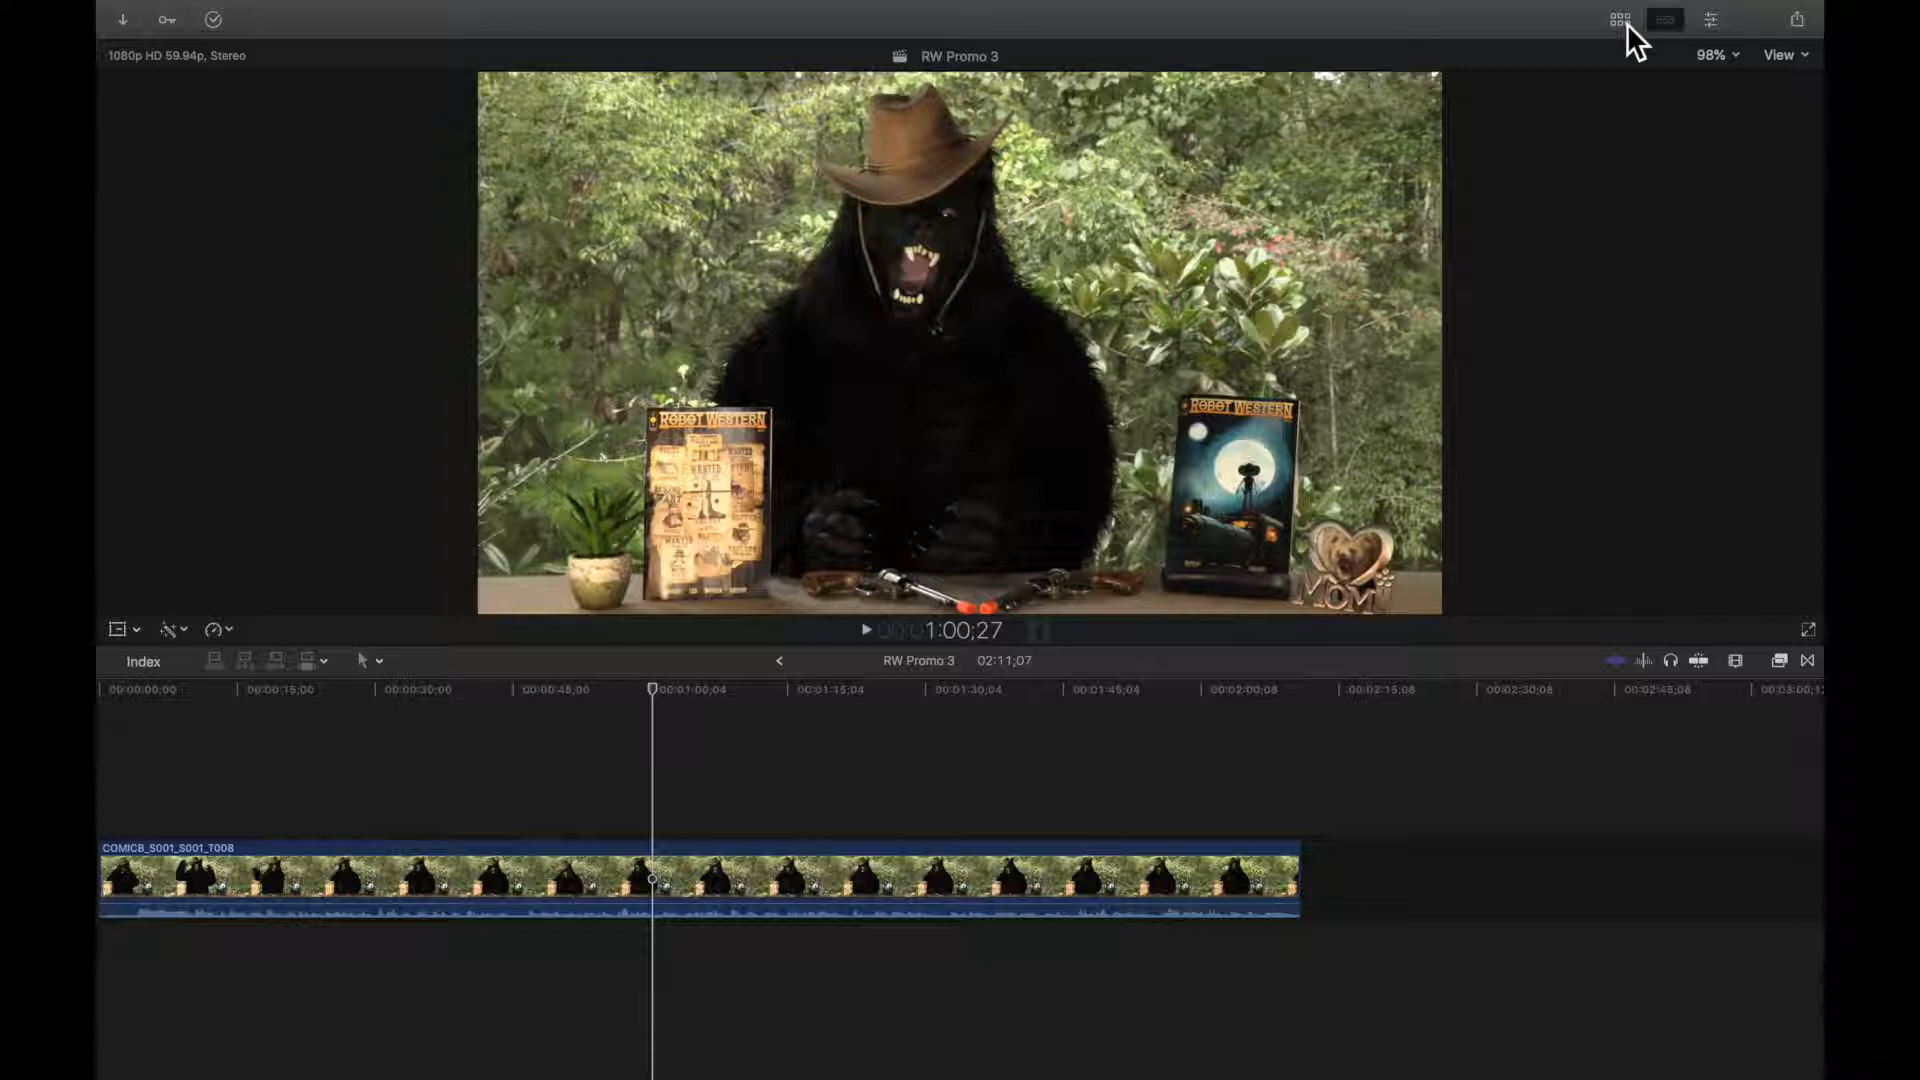 1080p HD 59.94p, Stereo
RW Promo 3
98%
View
ROBOT WESTERN
WANTED
WANTED
WANTED
ROBOT WESTERN
MOM
1:00;27
Index
RW Promo 3
02:11;07
00:00:00;00
00:00:15;00
00:00:30;00
00:00:45;00
00:00:01:00;04
00:01:15;04
00:01:30;04
00:01:45;04
00:02:00;08
00:02:15;08
00:02:30;08
00:02:45;08
00:03:00;1
COMICB_S001_S001_T008